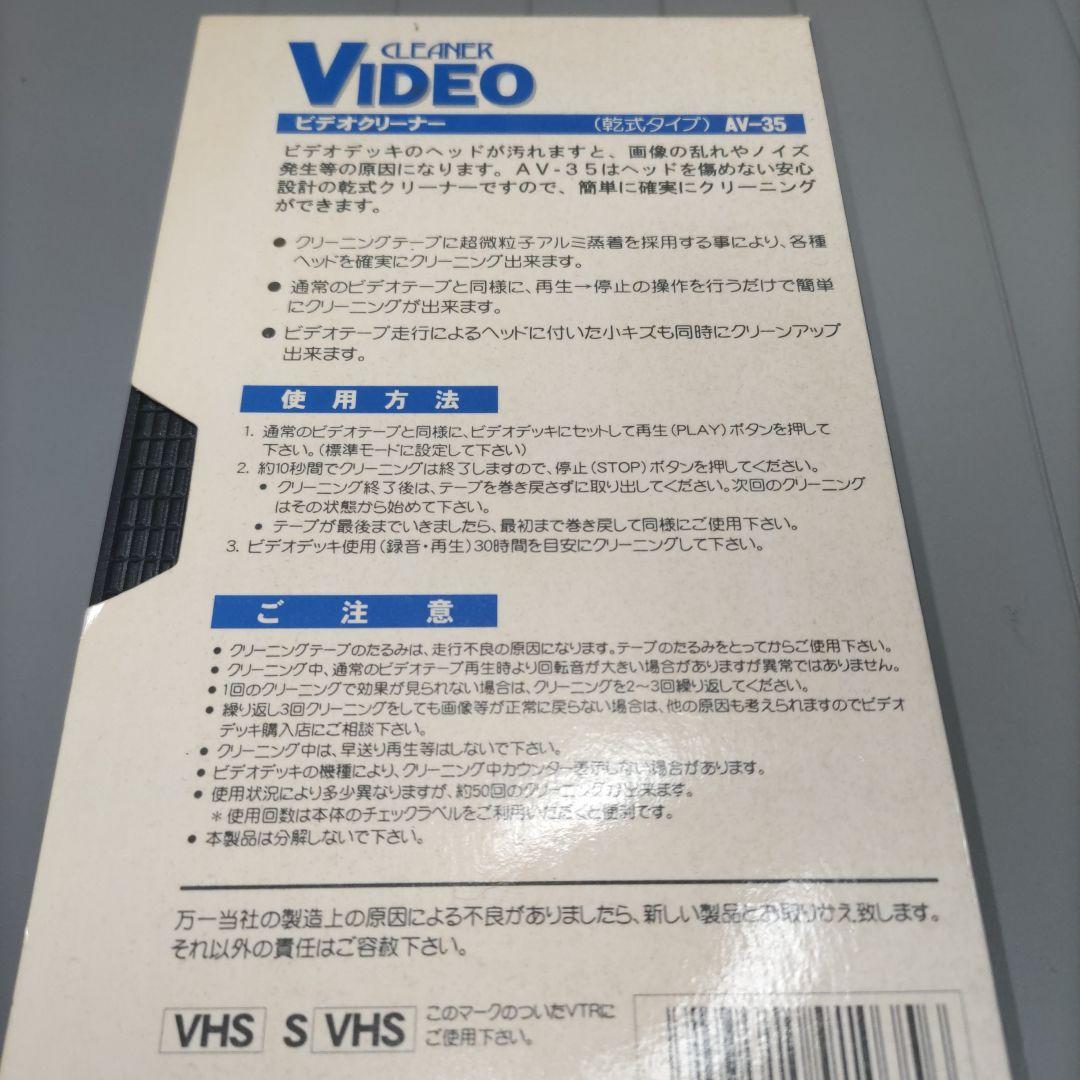 CLEANER
VIDEO
ビデオクリーナー (乾式タイプ) AV-35
ビデオデッキのヘッドが汚れますと、画像の乱れやノイズ
発生等の原因になります。AV-35はヘッドを傷めない安心
設計の乾式クリーナーですので、簡単に確実にクリーニング
ができます。
● クリーニングテープに超微粒子アルミ蒸着を採用する事により、各種
ヘッドを確実にクリーニング出来ます。
● 通常のビデオテープと同様に、再生→停止の操作を行うだけで簡単
にクリーニングが出来ます。
● ビデオテープ走行によるヘッドに付いた小キズも同時にクリーンアップ
出来ます。
使用方法
1. 通常のビデオテープと同様に、ビデオデッキにセットして再生(PLAY)ボタンを押して
下さい。(標準モードに設定して下さい)
2. 約10秒間でクリーニングは終了しますので、停止(STOP)ボタンを押してください。
• クリーニング終了後は、テープを巻き戻さずに取り出してください。次回のクリーニング
はその状態から始めて下さい。
• テープが最後までいきましたら、最初まで巻き戻して同様にご使用下さい。
3. ビデオデッキ使用(録音・再生)30時間を目安にクリーニングして下さい。
ご注意
● クリーニングテープのたるみは、走行不良の原因になります。テープのたるみをとってからご使用下さい。
● クリーニング中、通常のビデオテープ再生時より回転音が大きい場合がありますが異常ではありません。
● 1回のクリーニングで効果が見られない場合は、クリーニングを2〜3回繰り返してください。
● 繰り返し3回クリーニングをしても画像等が正常に戻らない場合は、他の原因も考えられますのでビデオ
デッキ購入店にご相談下さい。
● クリーニング中は、早送り再生等はしないで下さい。
● ビデオデッキの機種により、クリーニング中カウンター表示しない場合があります。
● 使用状況により多少異なりますが、約50回のクリーニングが出来ます。
＊使用回数は本体のチェックラベルをご利用いただくと便利です。
● 本製品は分解しないで下さい。
万一当社の製造上の原因による不良がありましたら、新しい製品とお取りかえ致します。
それ以外の責任はご容赦下さい。
VHS S VHS このマークのついたVTRに
ご使用下さい。